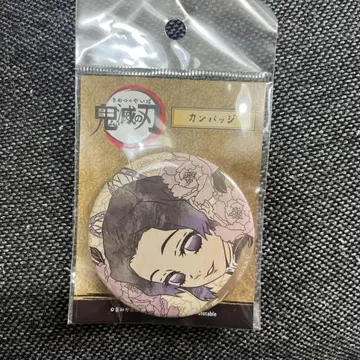 きめつのやいば
鬼滅の刃
カンバッジ